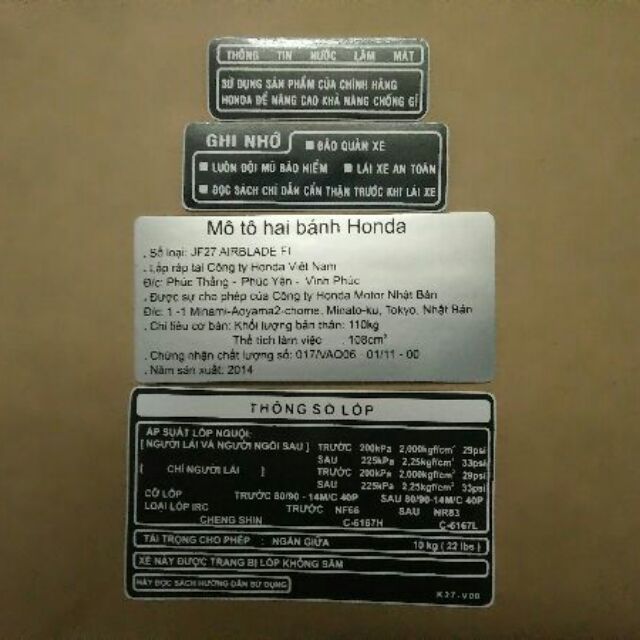 THÔNG TIN NƯỚC LÀM MÁT
SỬ DỤNG SẢN PHẨM CỦA CHÍNH HÃNG
HONDA ĐỂ NÂNG CAO KHẢ NĂNG CHỐNG GỈ
GHI NHỚ ■ BẢO QUẢN XE
■ LUÔN ĐỘI MŨ BẢO HIỂM ■ LÁI XE AN TOÀN
■ ĐỌC SÁCH CHỈ DẪN CẨN THẬN TRƯỚC KHI LÁI XE
Mô tô hai bánh Honda
. Số loại: JF27 AIRBLADE FI
. Lắp ráp tại Công ty Honda Việt Nam
Đ/c: Phúc Thắng - Phúc Yên - Vĩnh Phúc
. Được sự cho phép của Công ty Honda Motor Nhật Bản
Đ/c: 1 -1 Minami-Aoyama2-chome, Minato-ku, Tokyo, Nhật Bản
. Chỉ tiêu cơ bản: Khối lượng bản thân: 110kg
Thể tích làm việc : 108cm³
. Chứng nhận chất lượng số: 017/VAQ06 - 01/11 - 00
. Năm sản xuất: 2014
THÔNG SỐ LỐP
ÁP SUẤT LỐP NGUỘI:
[ NGƯỜI LÁI VÀ NGƯỜI NGỒI SAU ] TRƯỚC 200kPa 2,000kgf/cm² 29psi
SAU 225kPa 2,25kgf/cm² 33psi
[ CHỈ NGƯỜI LÁI ] TRƯỚC 200kPa 2,000kgf/cm² 29psi
SAU 225kPa 2,25kgf/cm² 33psi
CỠ LỐP TRƯỚC 80/90 - 14M/C 40P SAU 80/90-14M/C 40P
LOẠI LỐP IRC TRƯỚC NF66 SAU NR83
CHENG SHIN C-6167H C-6167L
TẢI TRỌNG CHO PHÉP : NGĂN GIỮA 10 kg ( 22 lbs )
XE NÀY ĐƯỢC TRANG BỊ LỐP KHÔNG SĂM
HÃY ĐỌC SÁCH HƯỚNG DẪN SỬ DỤNG
K27-V00